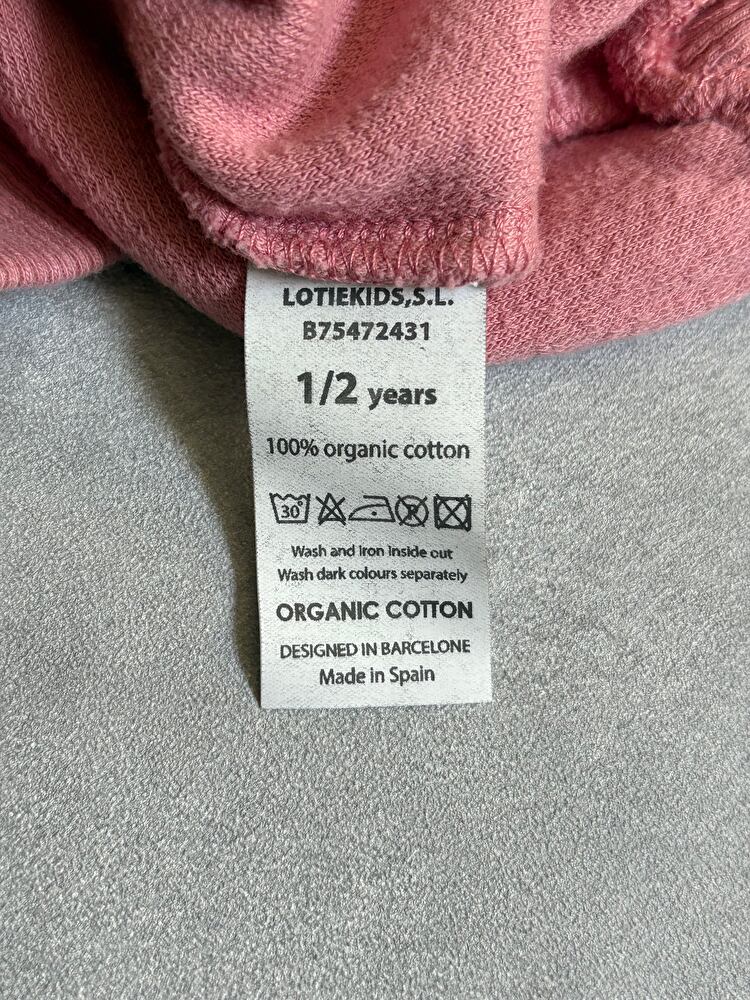 LOTIEKIDS,S.L.
B75472431
1/2 years
100% organic cotton
30°
Wash and Iron inside out
Wash dark colours separately
ORGANIC COTTON
DESIGNED IN BARCELONE
Made in Spain